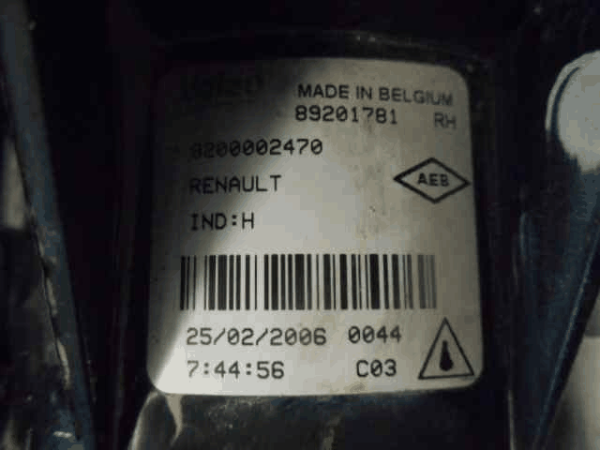 Valeo MADE IN BELGIUM
89201781 RH
8200002470
RENAULT AEB
IND:H
25/02/2006 0044
7:44:56 C03